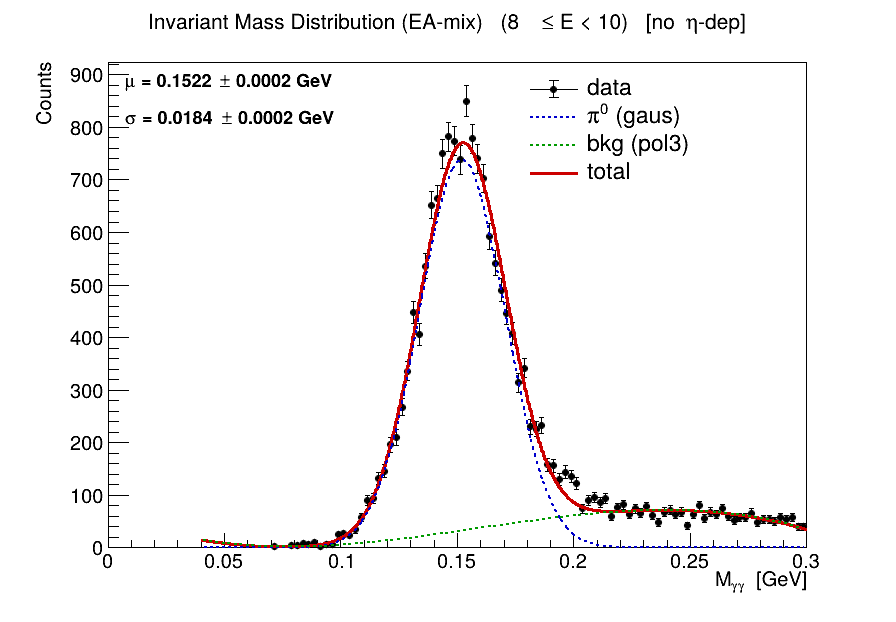 Invariant Mass Distribution (EA-mix) (8 ≤ E < 10) [no η-dep]
Counts
μ = 0.1522 ± 0.0002 GeV
σ = 0.0184 ± 0.0002 GeV
data
π⁰ (gaus)
bkg (pol3)
total
900
800
700
600
500
400
300
200
100
0
0 0.05 0.1 0.15 0.2 0.25 0.3
Mγγ [GeV]